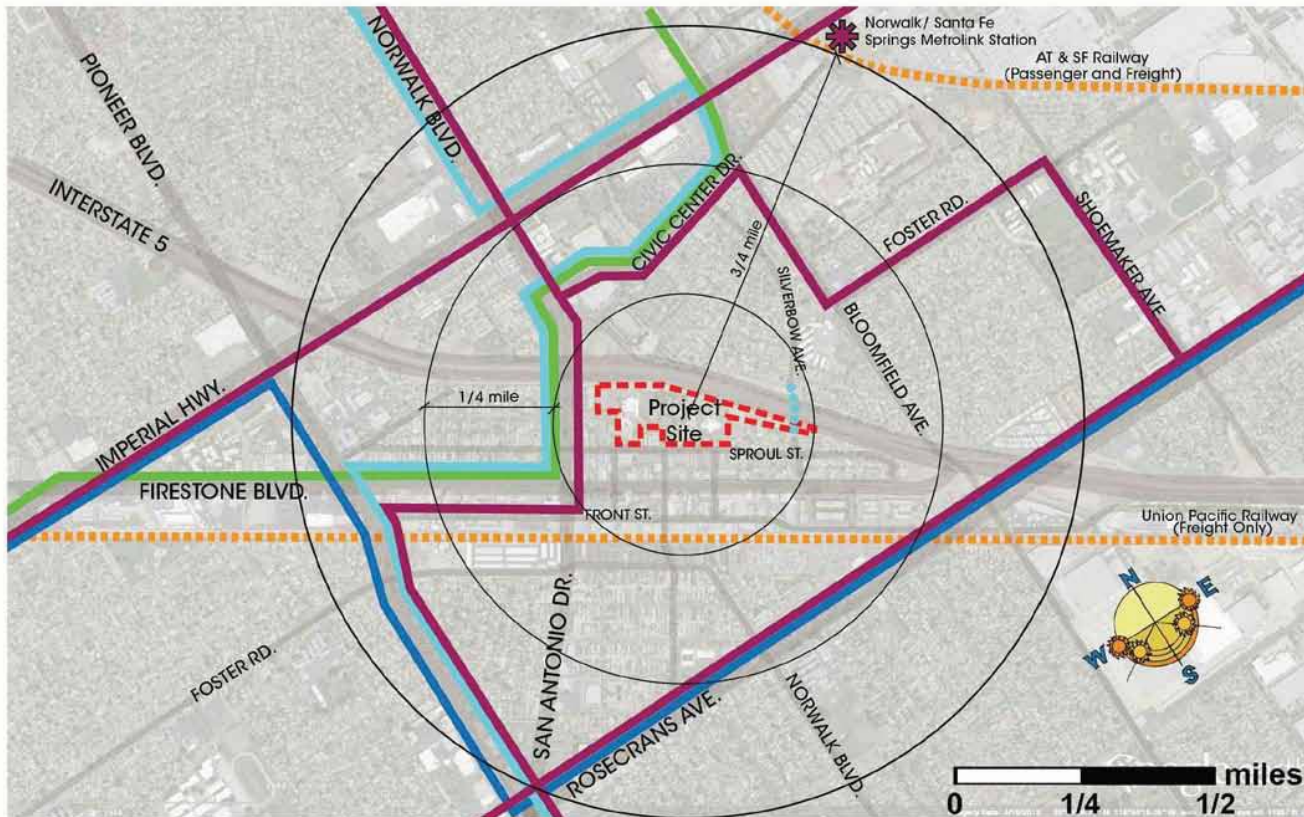 Norwalk/ Santa Fe
Springs Metrolink Station
AT & SF Railway
(Passenger and Freight)
NORWALK BLVD.
PIONEER BLVD.
INTERSTATE 5
CIVIC CENTER DR.
FOSTER RD.
SHOEMAKER AVE
3/4 mile
SILVERBOW AVE.
BLOOMFIELD AVE.
1/4 mile
Project
Site
SPROUL ST.
IMPERIAL HWY.
FIRESTONE BLVD.
FRONT ST.
Union Pacific Railway
(Freight Only)
N
E
W
S
FOSTER RD.
SAN ANTONIO DR.
ROSECRANS AVE.
NORWALK BLVD.
miles
0 1/4 1/2